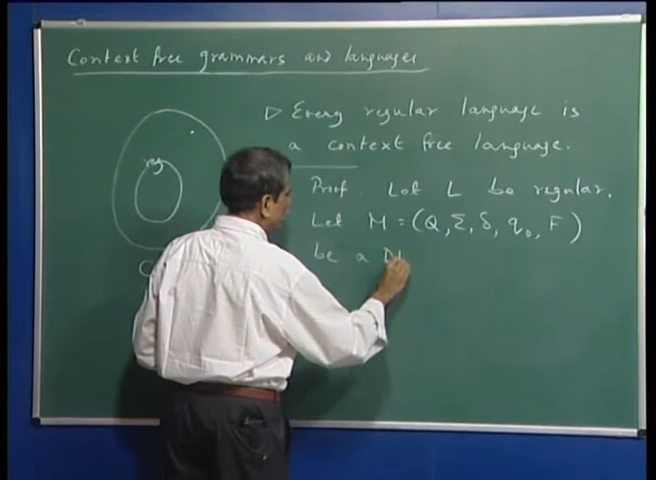 Context free grammars and languages
▷ Every regular language is
a context free language.
reg
Proof. Let L be regular.
Let M = (Q, Σ, δ, q₀, F)
be a D
C